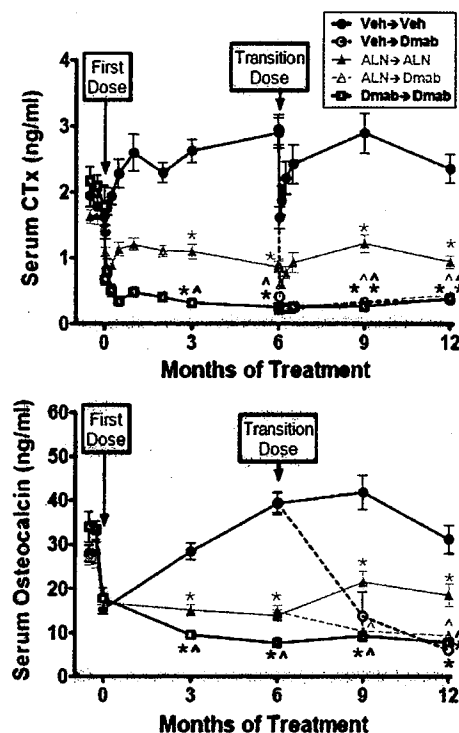 Veh→Veh
Veh→Dmab
ALN→ALN
ALN→Dmab
Dmab→Dmab
First
Dose
Transition
Dose
Serum CTx (ng/ml)
4
3
2
1
0
* * * *
*^ ^* ^^** ^^**
0 3 6 9 12
Months of Treatment
First
Dose
Transition
Dose
Serum Osteocalcin (ng/ml)
60
50
40
30
20
10
0
* * * *
*^ *^ *^ *
0 3 6 9 12
Months of Treatment